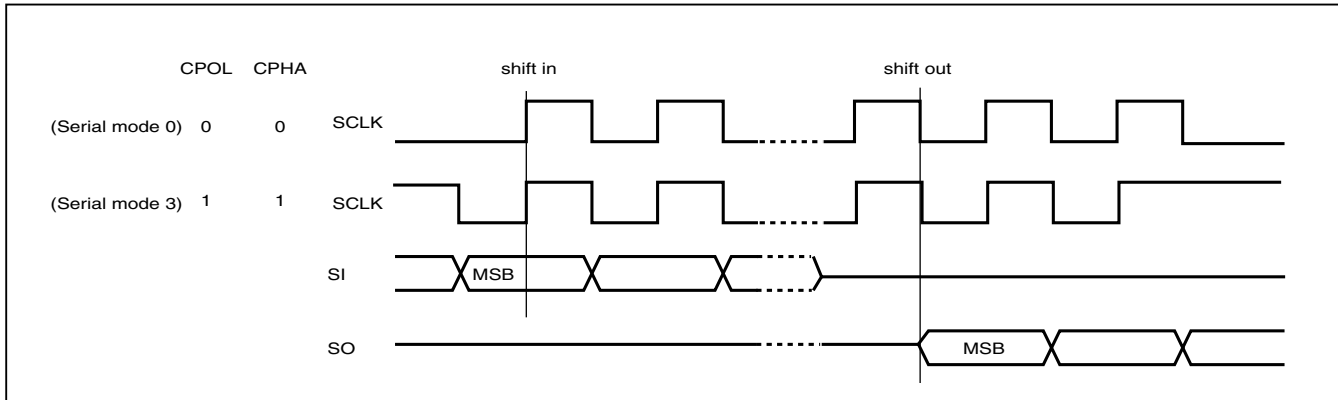 CPOL CPHA shift in shift out
(Serial mode 0) 0 0 SCLK
(Serial mode 3) 1 1 SCLK
SI MSB
SO MSB